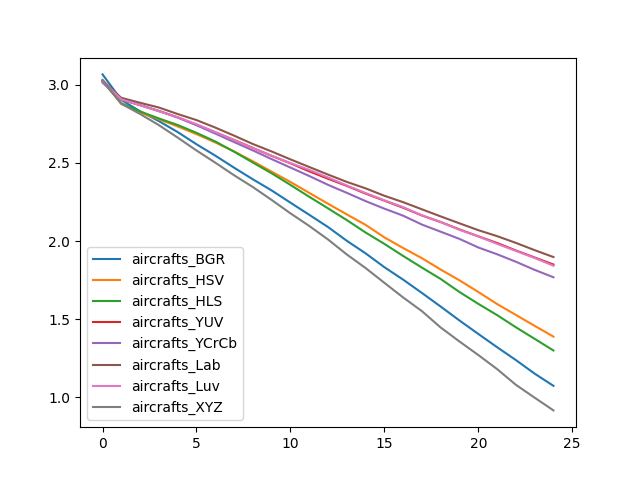 3.0
2.5
2.0
1.5
1.0
aircrafts_BGR
aircrafts_HSV
aircrafts_HLS
aircrafts_YUV
aircrafts_YCrCb
aircrafts_Lab
aircrafts_Luv
aircrafts_XYZ
0 5 10 15 20 25